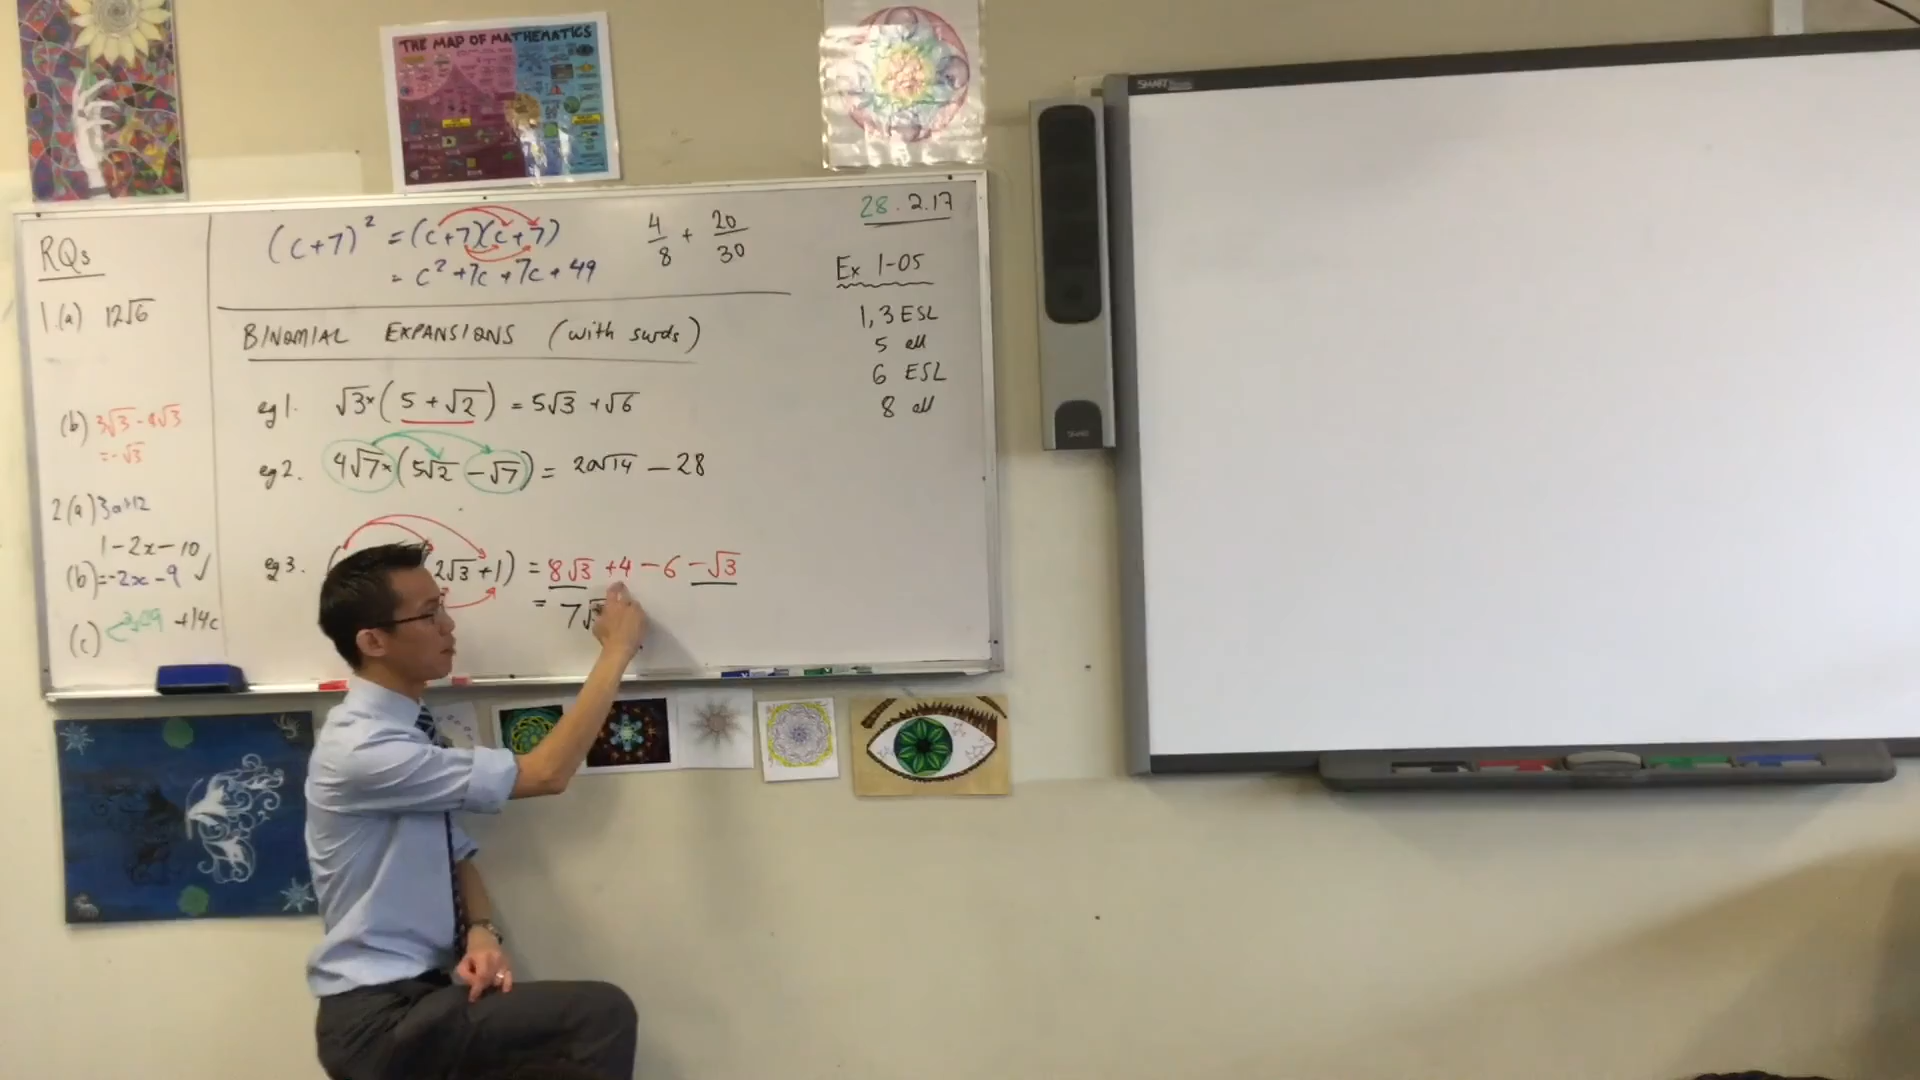 THE MAP OF MATHEMATICS
SMART
28.2.17
RQs
1.(a) 12√6
(b) 3√3 - 4√3
= -√3
2(a) 3a+12
1-2x-10
(b) = -2x-9 ✓
(c) +14c
(c+7)² = (c+7)(c+7)
= c² + 7c + 7c + 49
4/8 + 20/30
BINOMIAL EXPANSIONS (with surds)
eg 1. √3×(5+√2) = 5√3 + √6
eg 2. 4√7×(5√2 - √7) = 20√14 - 28
eg 3. ( 2√3 +1) = 8√3 +4 - 6 - √3
= 7√
Ex 1-05
1, 3 ESL
5 all
6 ESL
8 all
SMART